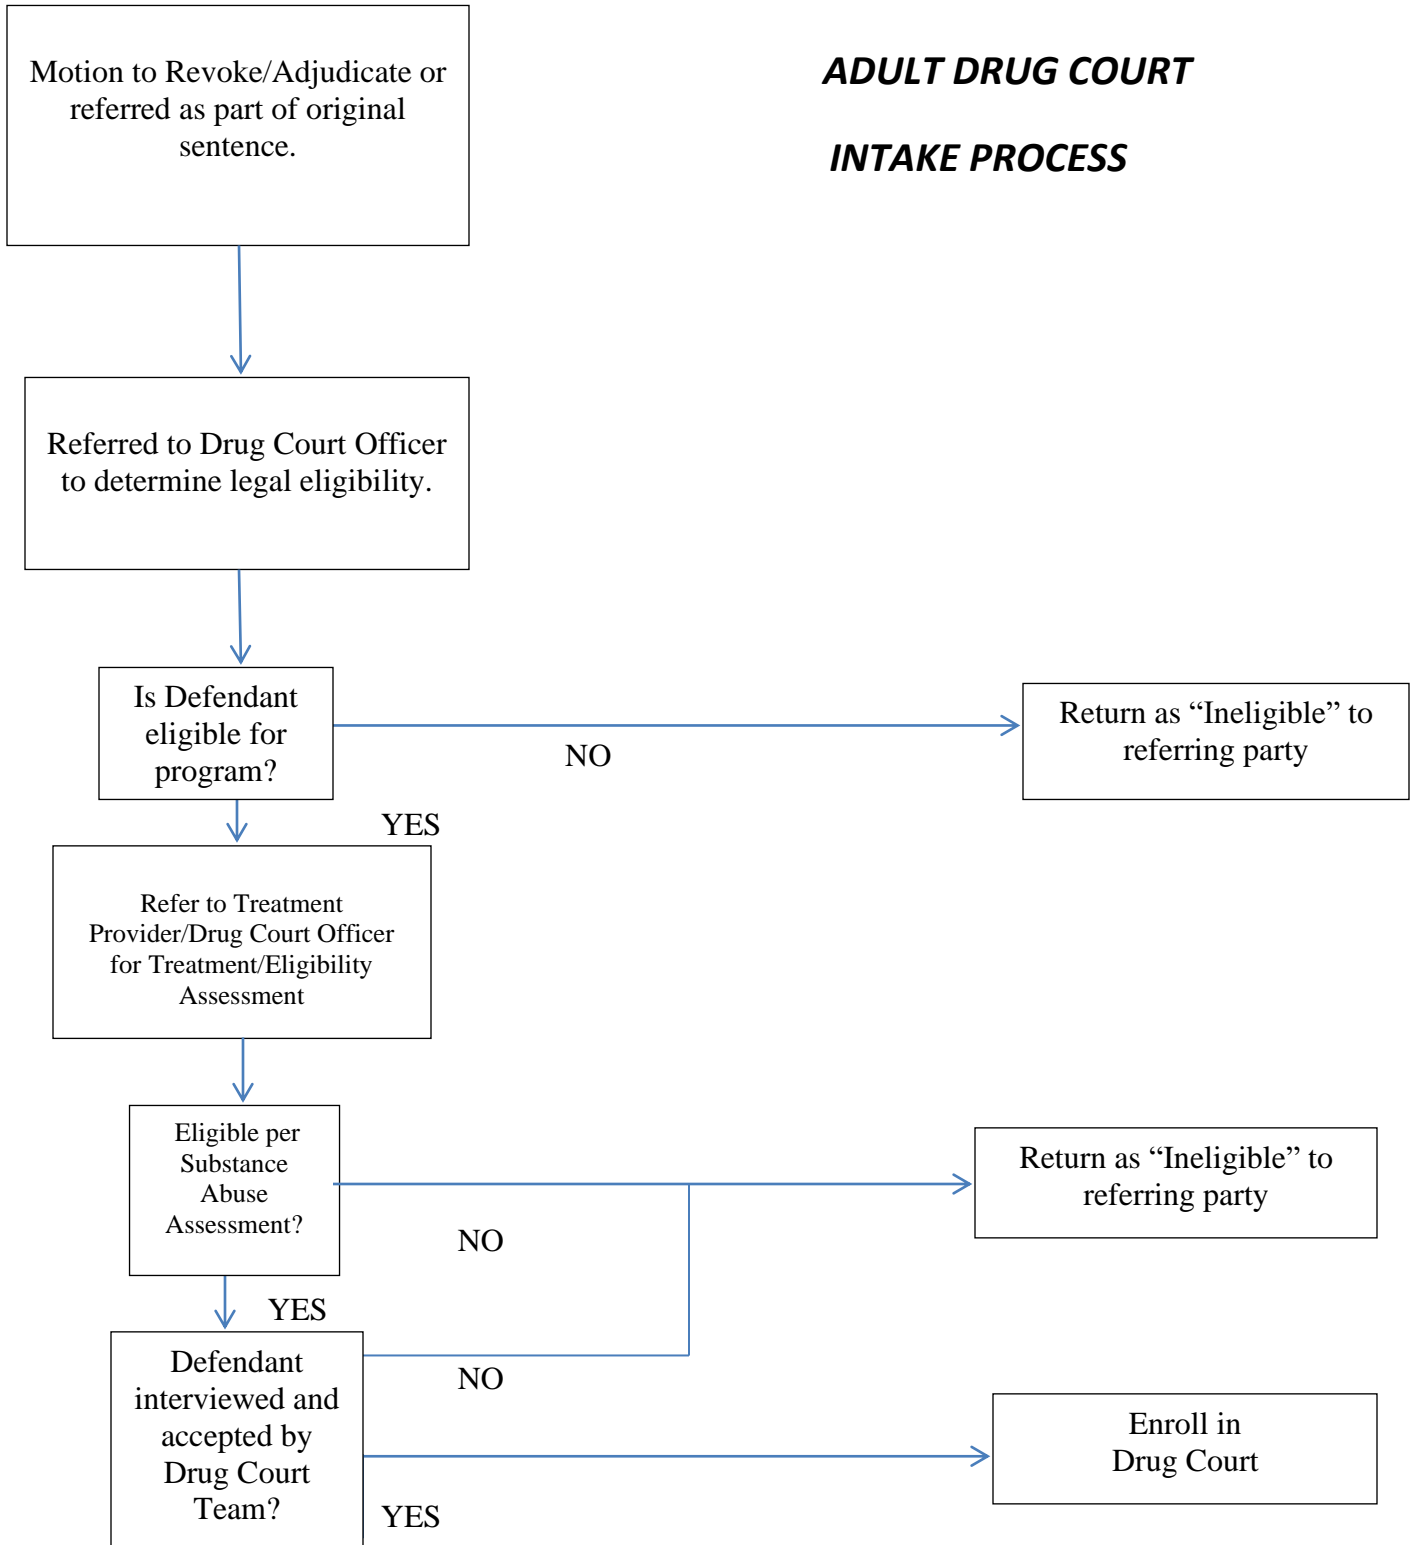 ADULT DRUG COURT
INTAKE PROCESS
Motion to Revoke/Adjudicate or
referred as part of original
sentence.
Referred to Drug Court Officer
to determine legal eligibility.
Is Defendant
eligible for
program?
NO
Return as “Ineligible” to
referring party
YES
Refer to Treatment
Provider/Drug Court Officer
for Treatment/Eligibility
Assessment
Eligible per
Substance
Abuse
Assessment?
NO
Return as “Ineligible” to
referring party
YES
Defendant
interviewed and
accepted by
Drug Court
Team?
NO
YES
Enroll in
Drug Court